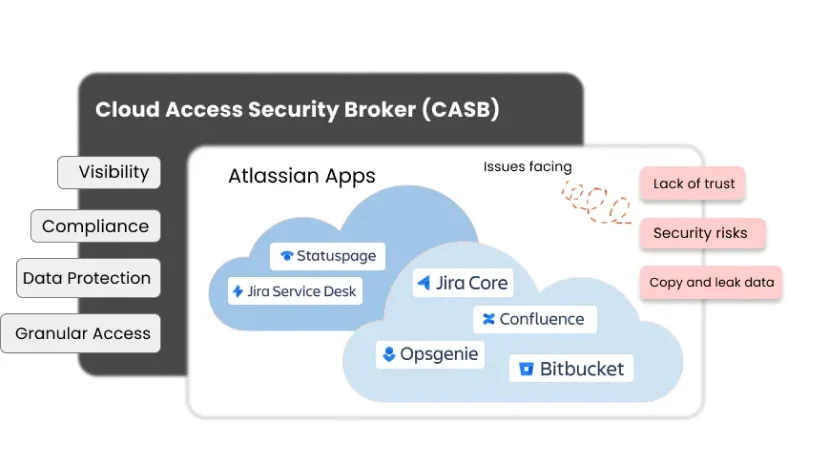 Cloud Access Security Broker (CASB)
Visibility
Compliance
Data Protection
Granular Access
Atlassian Apps
Statuspage
Jira Service Desk
Jira Core
Confluence
Opsgenie
Bitbucket
Issues facing
Lack of trust
Security risks
Copy and leak data